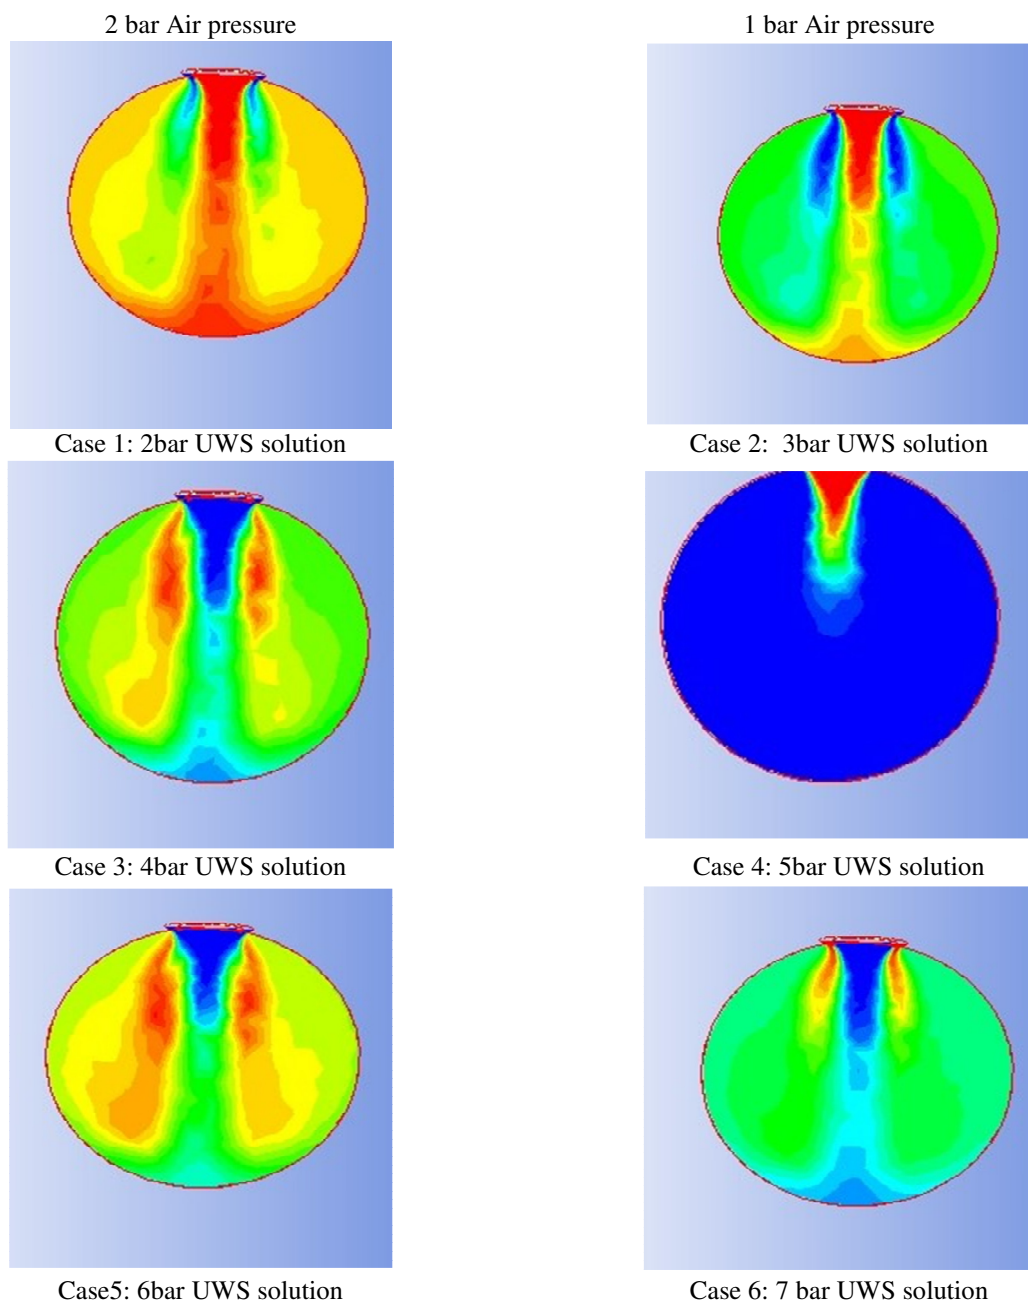 2 bar Air pressure
1 bar Air pressure
Case 1: 2bar UWS solution
Case 2: 3bar UWS solution
Case 3: 4bar UWS solution
Case 4: 5bar UWS solution
Case5: 6bar UWS solution
Case 6: 7 bar UWS solution